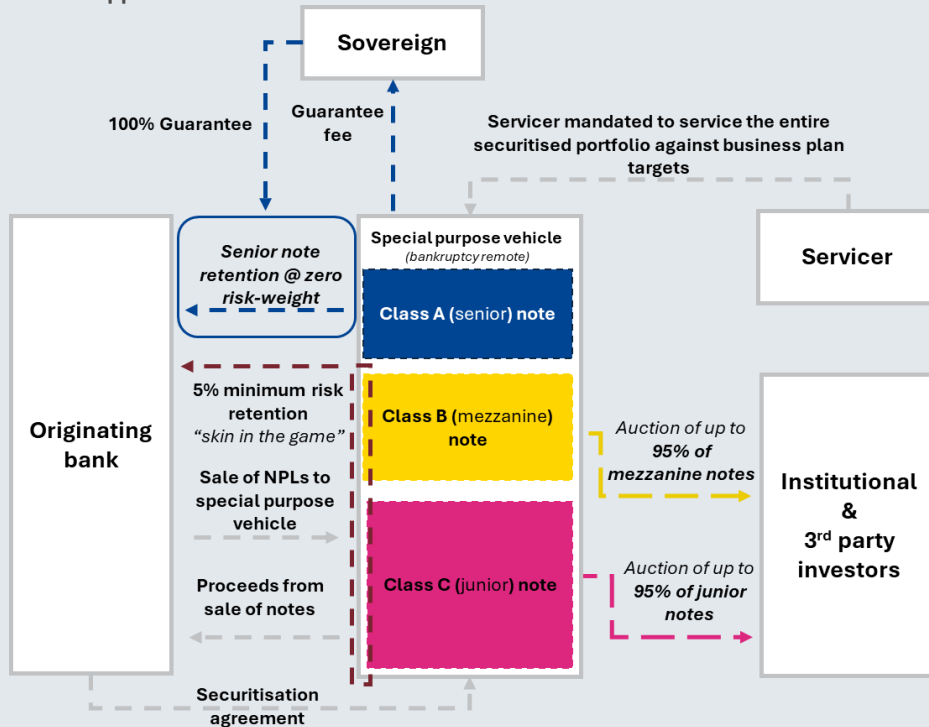 Sovereign
100% Guarantee
Guarantee
fee
Servicer mandated to service the entire
securitised portfolio against business plan
targets
Originating
bank
Senior note
retention @ zero
risk-weight
Special purpose vehicle
(bankruptcy remote)
Class A (senior) note
Servicer
5% minimum risk
retention
“skin in the game”
Class B (mezzanine)
note
Auction of up to
95% of
mezzanine notes
Institutional
&
3rd party
investors
Sale of NPLs to
special purpose
vehicle
Class C (junior) note
Auction of up to
95% of junior
notes
Proceeds from
sale of notes
Securitisation
agreement